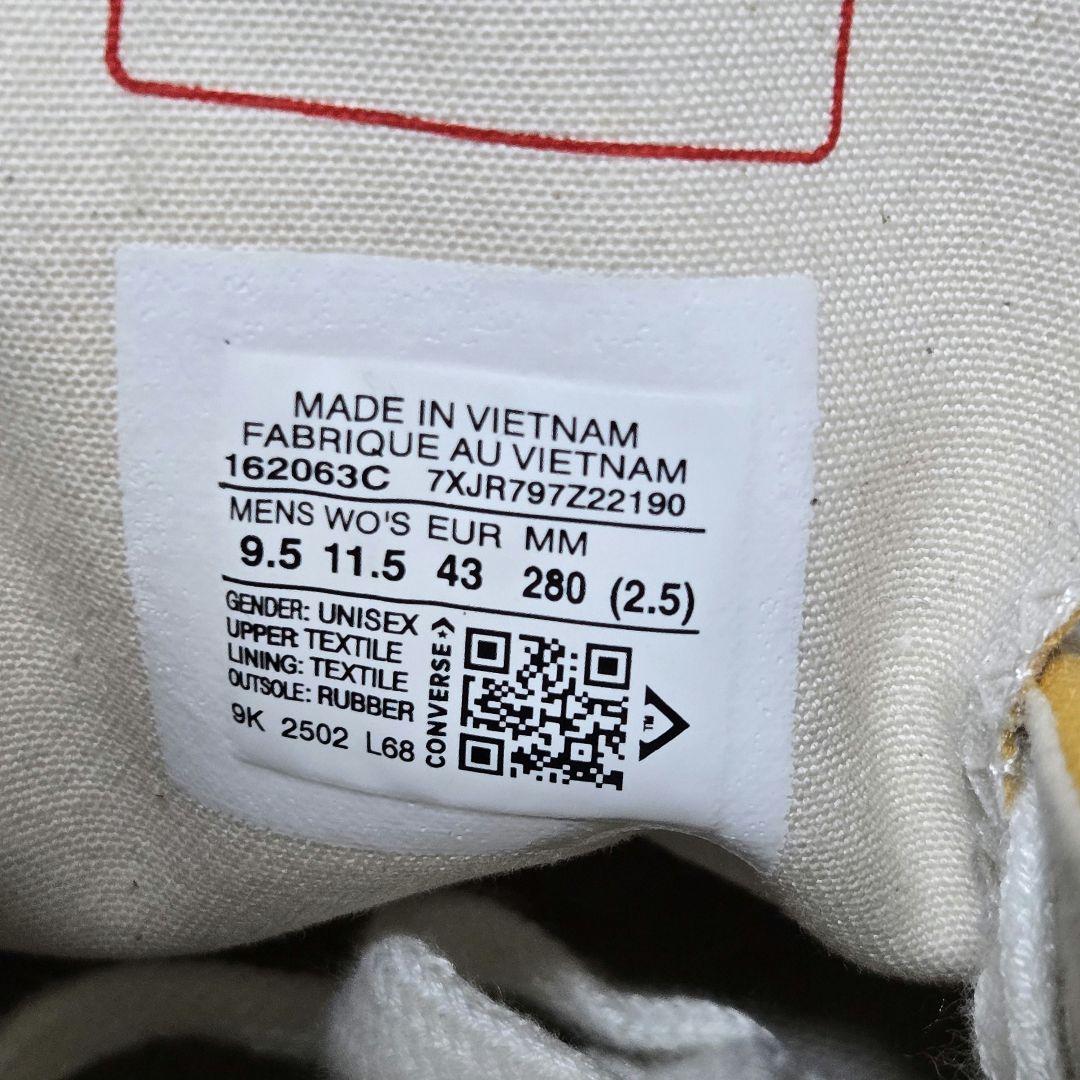 MADE IN VIETNAM
FABRIQUE AU VIETNAM
162063C 7XJR797Z22190
MENS WO'S EUR MM
9.5 11.5 43 280 (2.5)
GENDER: UNISEX
UPPER: TEXTILE
LINING: TEXTILE
OUTSOLE: RUBBER
9K 2502 L68
CONVERSE
TM